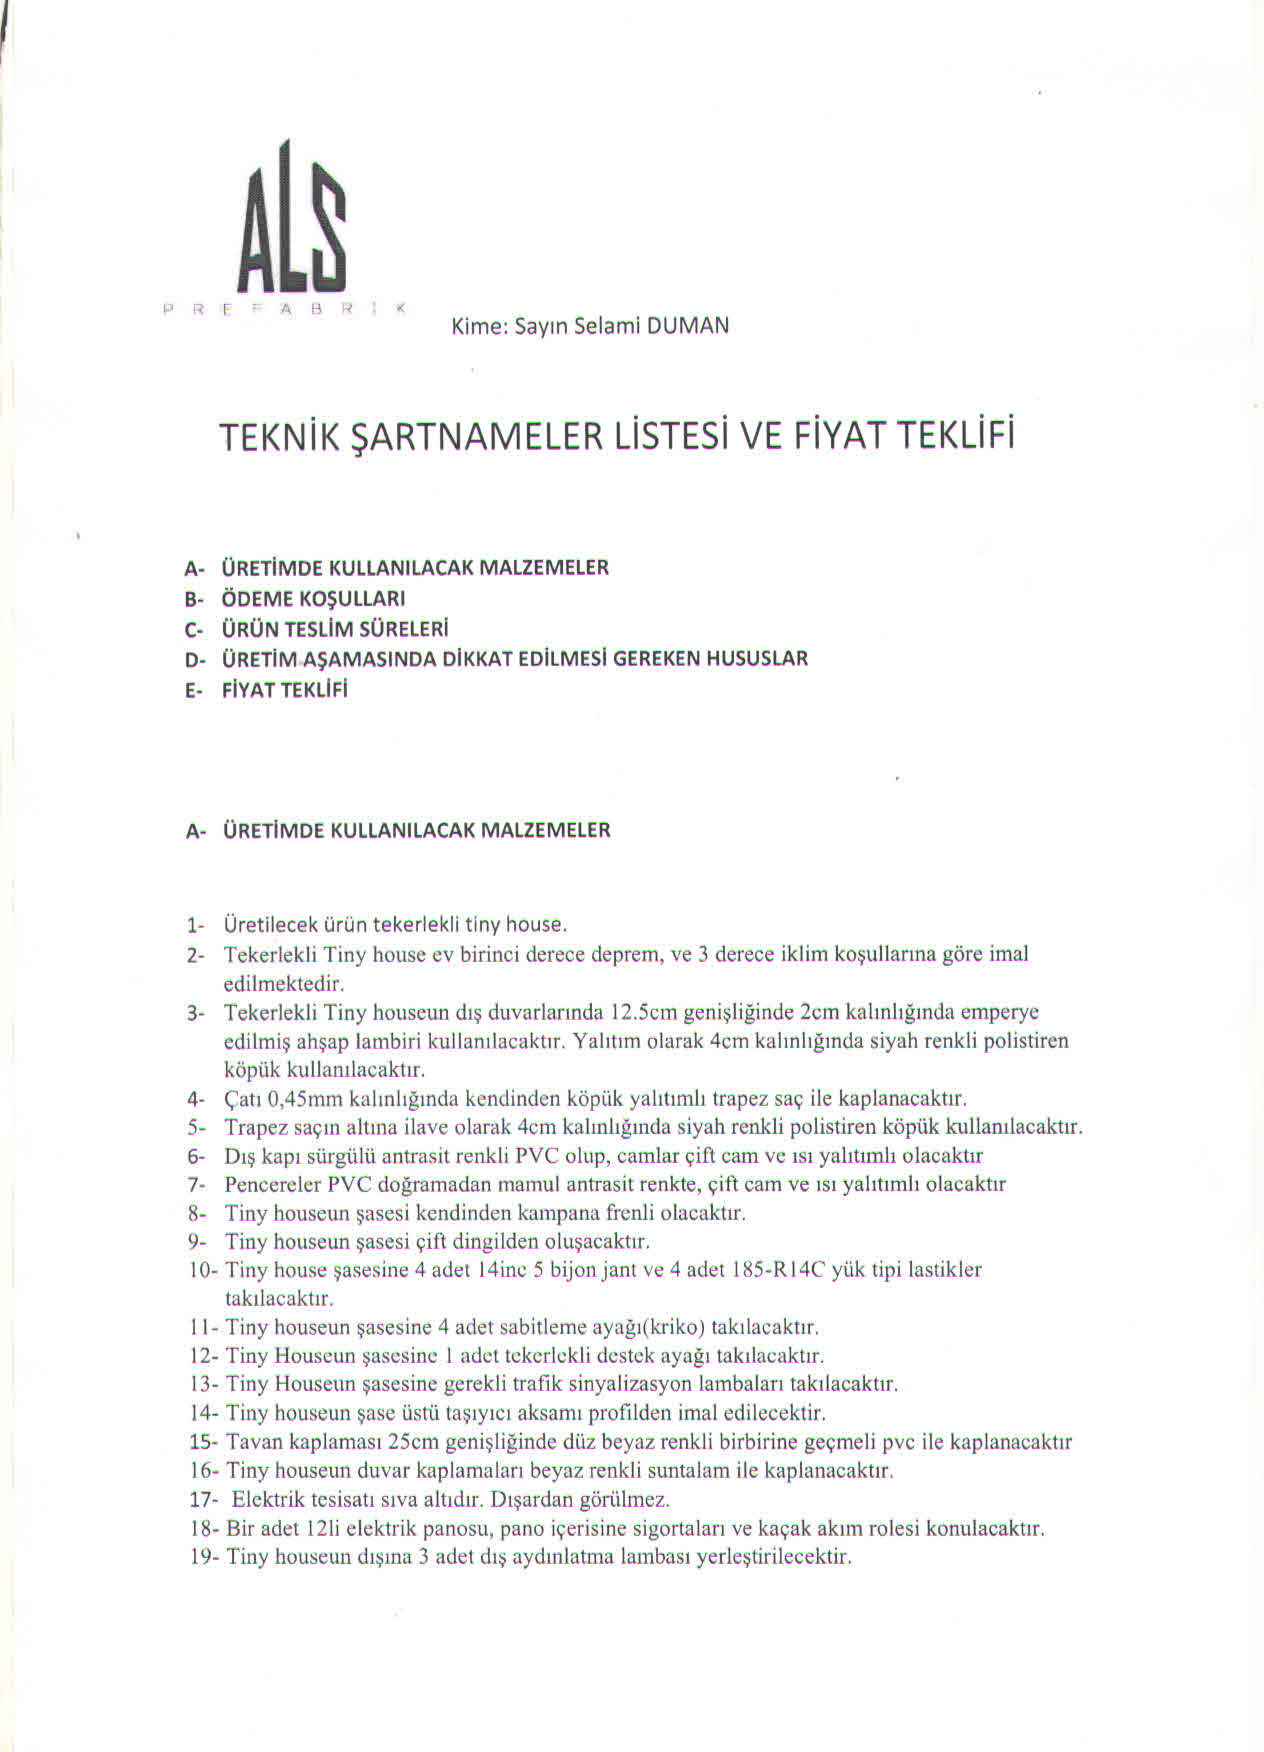 ALS
PREFABRİK
Kime: Sayın Selami DUMAN
TEKNİK ŞARTNAMELER LİSTESİ VE FİYAT TEKLİFİ
A- ÜRETİMDE KULLANILACAK MALZEMELER
B- ÖDEME KOŞULLARI
C- ÜRÜN TESLİM SÜRELERİ
D- ÜRETİM AŞAMASINDA DİKKAT EDİLMESİ GEREKEN HUSUSLAR
E- FİYAT TEKLİFİ
A- ÜRETİMDE KULLANILACAK MALZEMELER
1- Üretilecek ürün tekerlekli tiny house.
2- Tekerlekli Tiny house ev birinci derece deprem, ve 3 derece iklim koşullarına göre imal
edilmektedir.
3- Tekerlekli Tiny houseun dış duvarlarında 12.5cm genişliğinde 2cm kalınlığında emperye
edilmiş ahşap lambiri kullanılacaktır. Yalıtım olarak 4cm kalınlığında siyah renkli polistiren
köpük kullanılacaktır.
4- Çatı 0,45mm kalınlığında kendinden köpük yalıtımlı trapez saç ile kaplanacaktır.
5- Trapez saçın altına ilave olarak 4cm kalınlığında siyah renkli polistiren köpük kullanılacaktır.
6- Dış kapı sürgülü antrasit renkli PVC olup, camlar çift cam ve ısı yalıtımlı olacaktır
7- Pencereler PVC doğramadan mamul antrasit renkte, çift cam ve ısı yalıtımlı olacaktır
8- Tiny houseun şasesi kendinden kampana frenli olacaktır.
9- Tiny houseun şasesi çift dingilden oluşacaktır.
10- Tiny house şasesine 4 adet 14inc 5 bijon jant ve 4 adet 185-R14C yük tipi lastikler
takılacaktır.
11- Tiny houseun şasesine 4 adet sabitleme ayağı(kriko) takılacaktır.
12- Tiny Houseun şasesine 1 adet tekerlekli destek ayağı takılacaktır.
13- Tiny Houseun şasesine gerekli trafik sinyalizasyon lambaları takılacaktır.
14- Tiny houseun şase üstü taşıyıcı aksamı profilden imal edilecektir.
15- Tavan kaplaması 25cm genişliğinde düz beyaz renkli birbirine geçmeli pvc ile kaplanacaktır
16- Tiny houseun duvar kaplamaları beyaz renkli suntalam ile kaplanacaktır.
17- Elektrik tesisatı sıva altıdır. Dışardan görülmez.
18- Bir adet 12li elektrik panosu, pano içerisine sigortaları ve kaçak akım rolesi konulacaktır.
19- Tiny houseun dışına 3 adet dış aydınlatma lambası yerleştirilecektir.